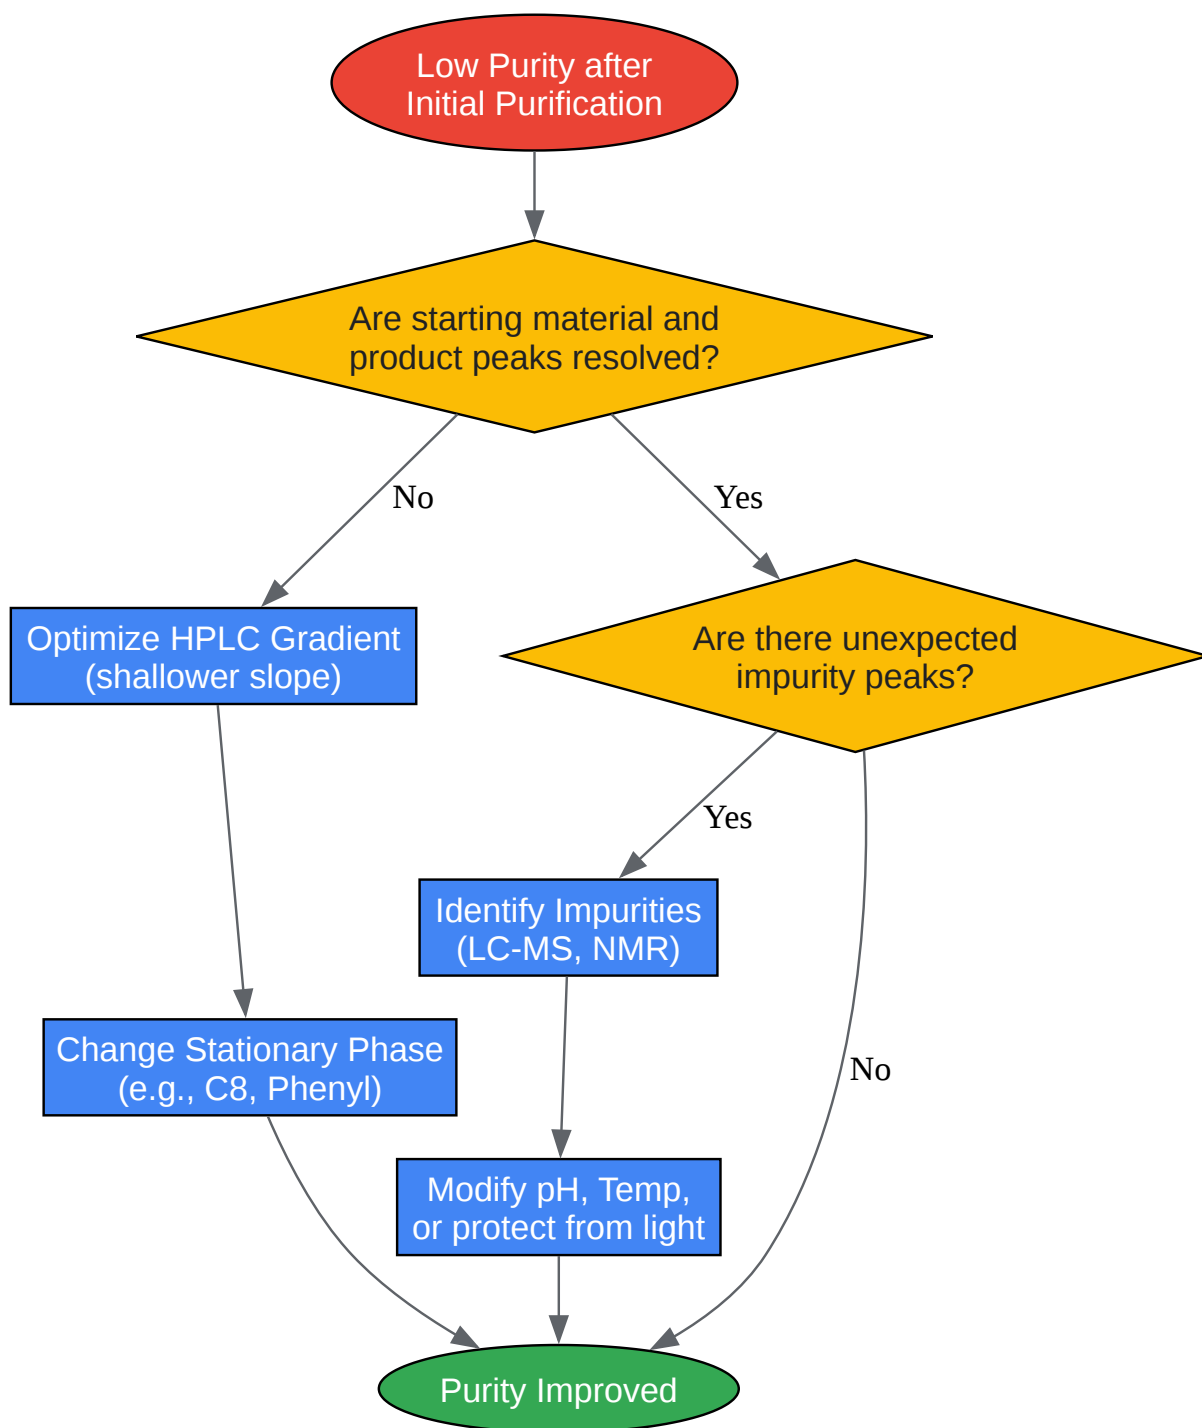 Low Purity after
Initial Purification
Are starting material and
product peaks resolved?
No
Yes
Optimize HPLC Gradient
(shallower slope)
Are there unexpected
impurity peaks?
Yes
Identify Impurities
(LC-MS, NMR)
Change Stationary Phase
(e.g., C8, Phenyl)
No
Modify pH, Temp,
or protect from light
Purity Improved